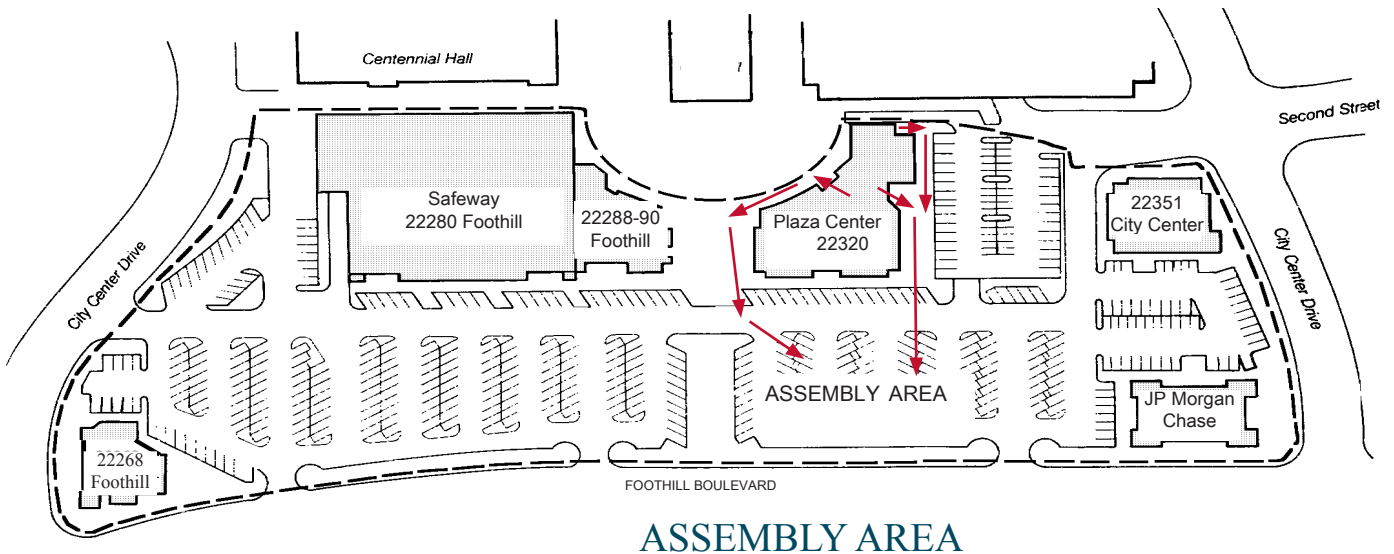 Centennial Hall
Second Street
Safeway
22280 Foothill
22288-90
Foothill
Plaza Center
22320
22351
City Center
City Center Drive
City Center Drive
ASSEMBLY AREA
JP Morgan
Chase
22268
Foothill
FOOTHILL BOULEVARD
ASSEMBLY AREA